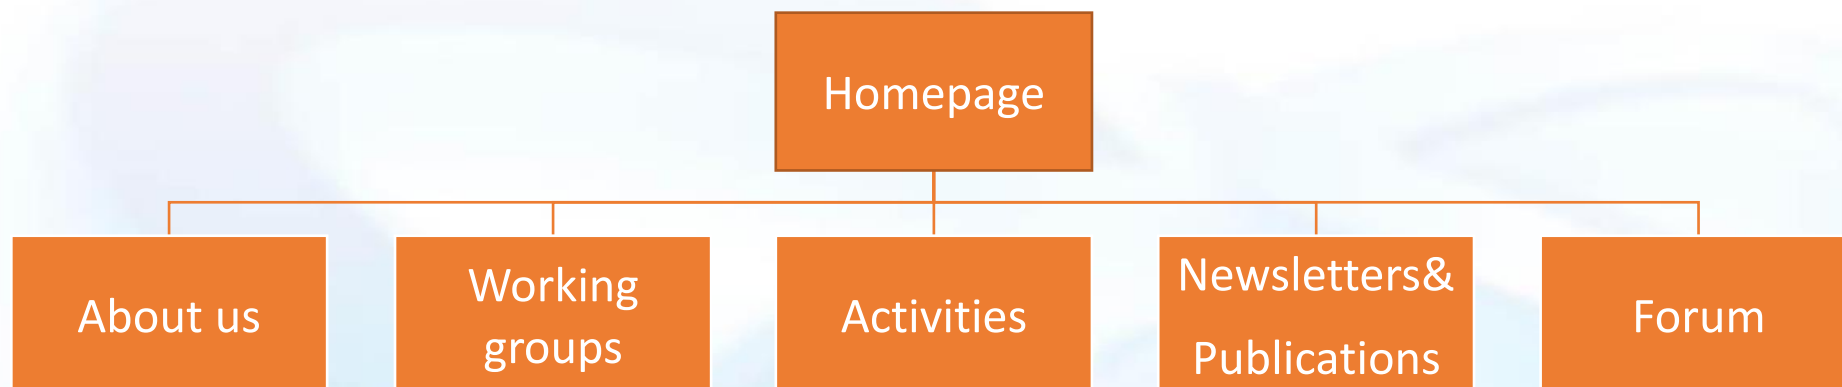 Homepage
About us
Working
groups
Activities
Newsletters&
Publications
Forum